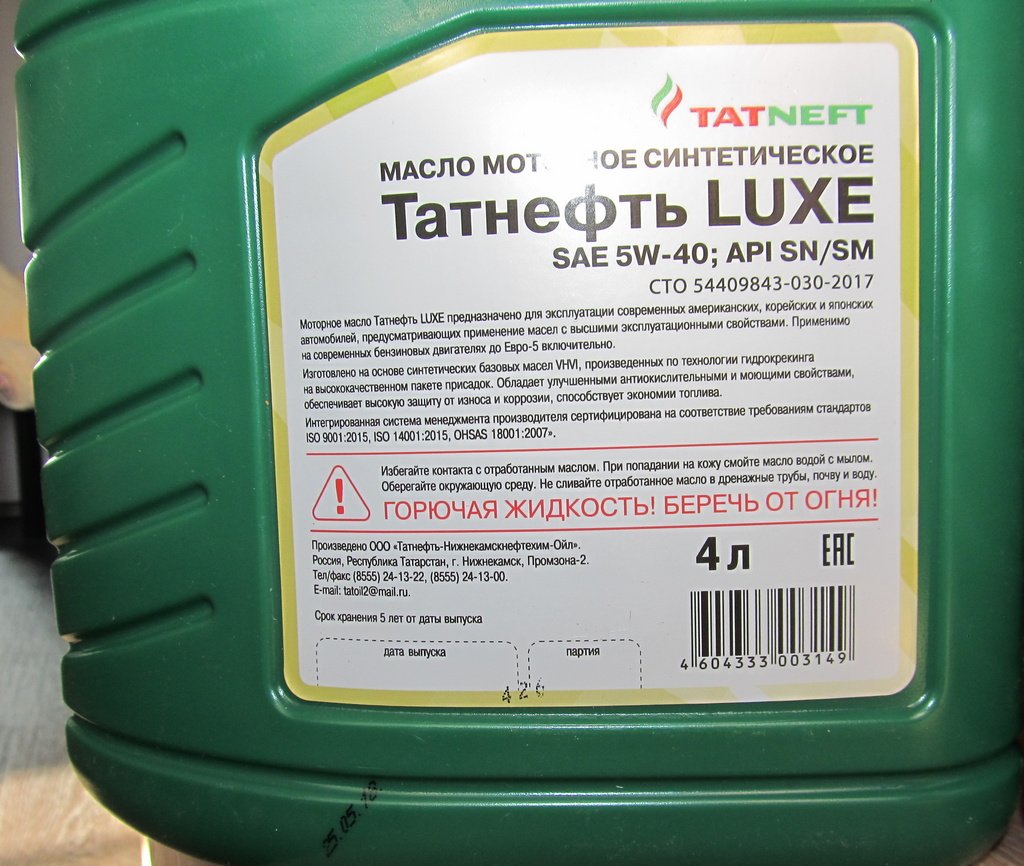 TATNEFT
МАСЛО СИНТЕТИЧЕСКОЕ
Татнефть LUXE
SAE 5W-40; API SN/SM
СТО 54409843-030-2017
Моторное масло Татнефть LUXE предназначено для эксплуатации современных американских, корейских и японских
автомобилей, предусматривающих применение масел с высшими эксплуатационными свойствами. Применимо
на современных бензиновых двигателях до Евро-5 включительно.
Изготовлено на основе синтетических базовых масел VHVI, произведенных по технологии гидрокрекинга
на высококачественном пакете присадок. Обладает улучшенными антиокислительными и моющими свойствами,
обеспечивает высокую защиту от износа и коррозии, способствует экономии топлива.
Интегрированная система менеджмента производителя сертифицирована на соответствие требованиям стандартов
ISO 9001:2015, ISO 14001:2015, OHSAS 18001:2007».
Избегайте контакта с отработанным маслом. При попадании на кожу смойте масло водой с мылом.
Оберегайте окружающую среду. Не сливайте отработанное масло в дренажные трубы, почву и воду.
ГОРЮЧАЯ ЖИДКОСТЬ! БЕРЕЧЬ ОТ ОГНЯ!
Произведено ООО «Татнефть-Нижнекамскнефтехим-Ойл».
Россия, Республика Татарстан, г. Нижнекамск, Промзона-2.
Тел/факс (8555) 24-13-22, (8555) 24-13-00.
E-mail: tatoil2@mail.ru.
Срок хранения 5 лет от даты выпуска
4 л
EAC
дата выпуска
партия
4 604333 003149